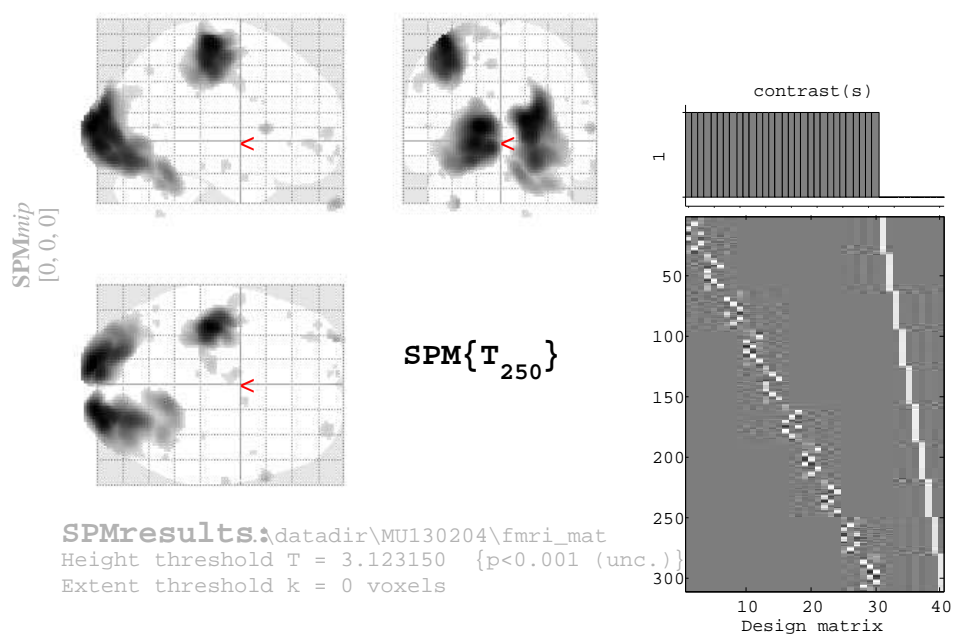 SPMmip
[0, 0, 0]
<
<
<
SPM{T250}
SPMresults:.\datadir\MU130204\fmri_mat
Height threshold T = 3.123150 {p<0.001 (unc.)}
Extent threshold k = 0 voxels
contrast(s)
1
50
100
150
200
250
300
10 20 30 40
Design matrix